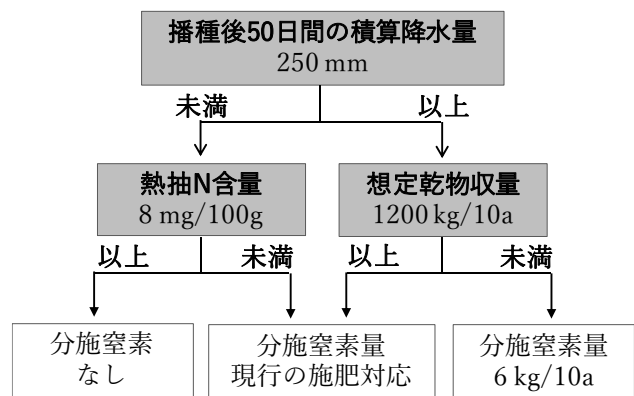 播種後50日間の積算降水量
250 mm
未満
以上
熱抽N含量
8 mg/100g
想定乾物収量
1200 kg/10a
以上
未満
以上
未満
分施窒素
なし
分施窒素量
現行の施肥対応
分施窒素量
6 kg/10a